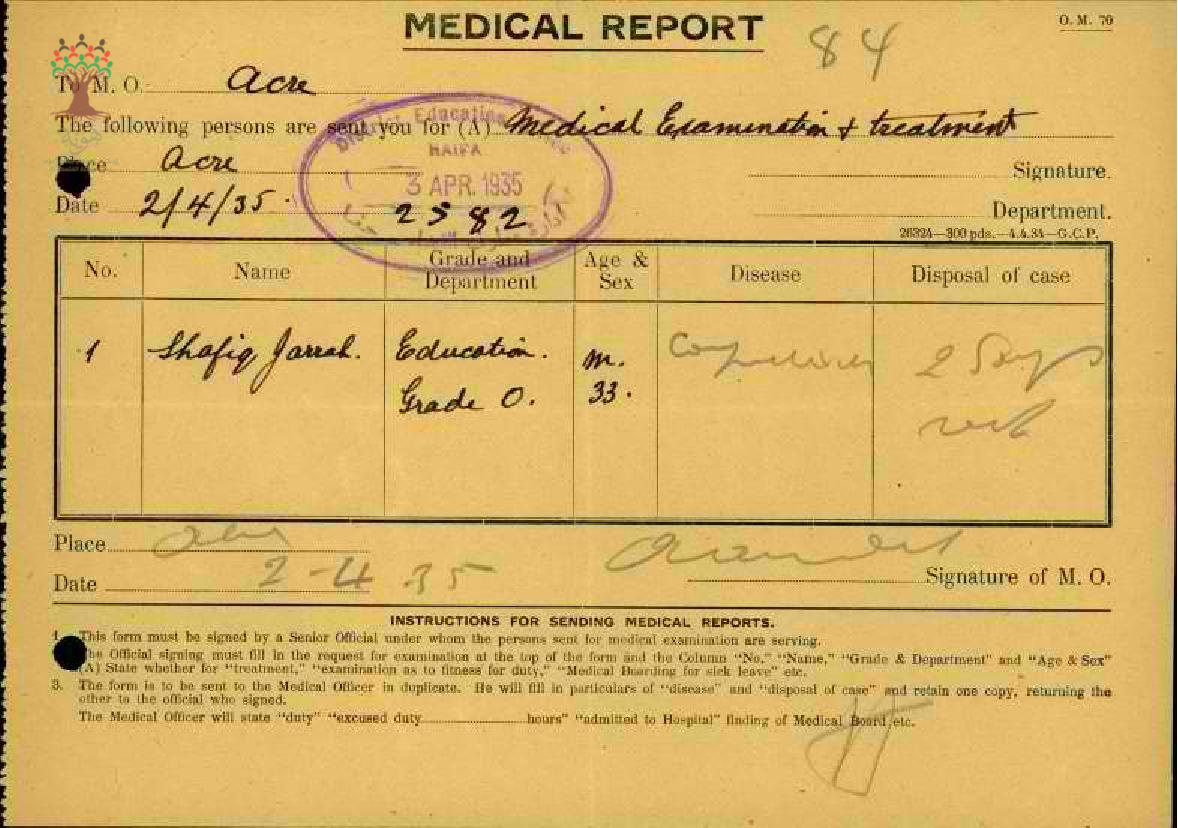 MEDICAL REPORT
O. M. 70
84
To M. O. Acre
The following persons are sent you for (A) Medical Examination & treatment
District Education
HAIFA
3 APR. 1935
2582
Place Acre
Signature.
Date 2/4/35.
Department.
26324—300 pds.—4.4.34—G.C.P.
No. Name Grade and Department Age & Sex Disease Disposal of case
1 Shafiq Jarrah. Education. m. 2 Days
Grade O. 33. rest
Place
Date 2-4 35
Signature of M. O.
INSTRUCTIONS FOR SENDING MEDICAL REPORTS.
1. This form must be signed by a Senior Official under whom the persons sent for medical examination are serving.
The Official signing must fill in the request for examination at the top of the form and the Column "No," "Name," "Grade & Department" and "Age & Sex"
(A) State whether for "treatment," "examination as to fitness for duty," "Medical Boarding for sick leave" etc.
3. The form is to be sent to the Medical Officer in duplicate. He will fill in particulars of "disease" and "disposal of case" and retain one copy, returning the
other to the official who signed.
The Medical Officer will state "duty" "excused duty hours" "admitted to Hospital" finding of Medical Board, etc.